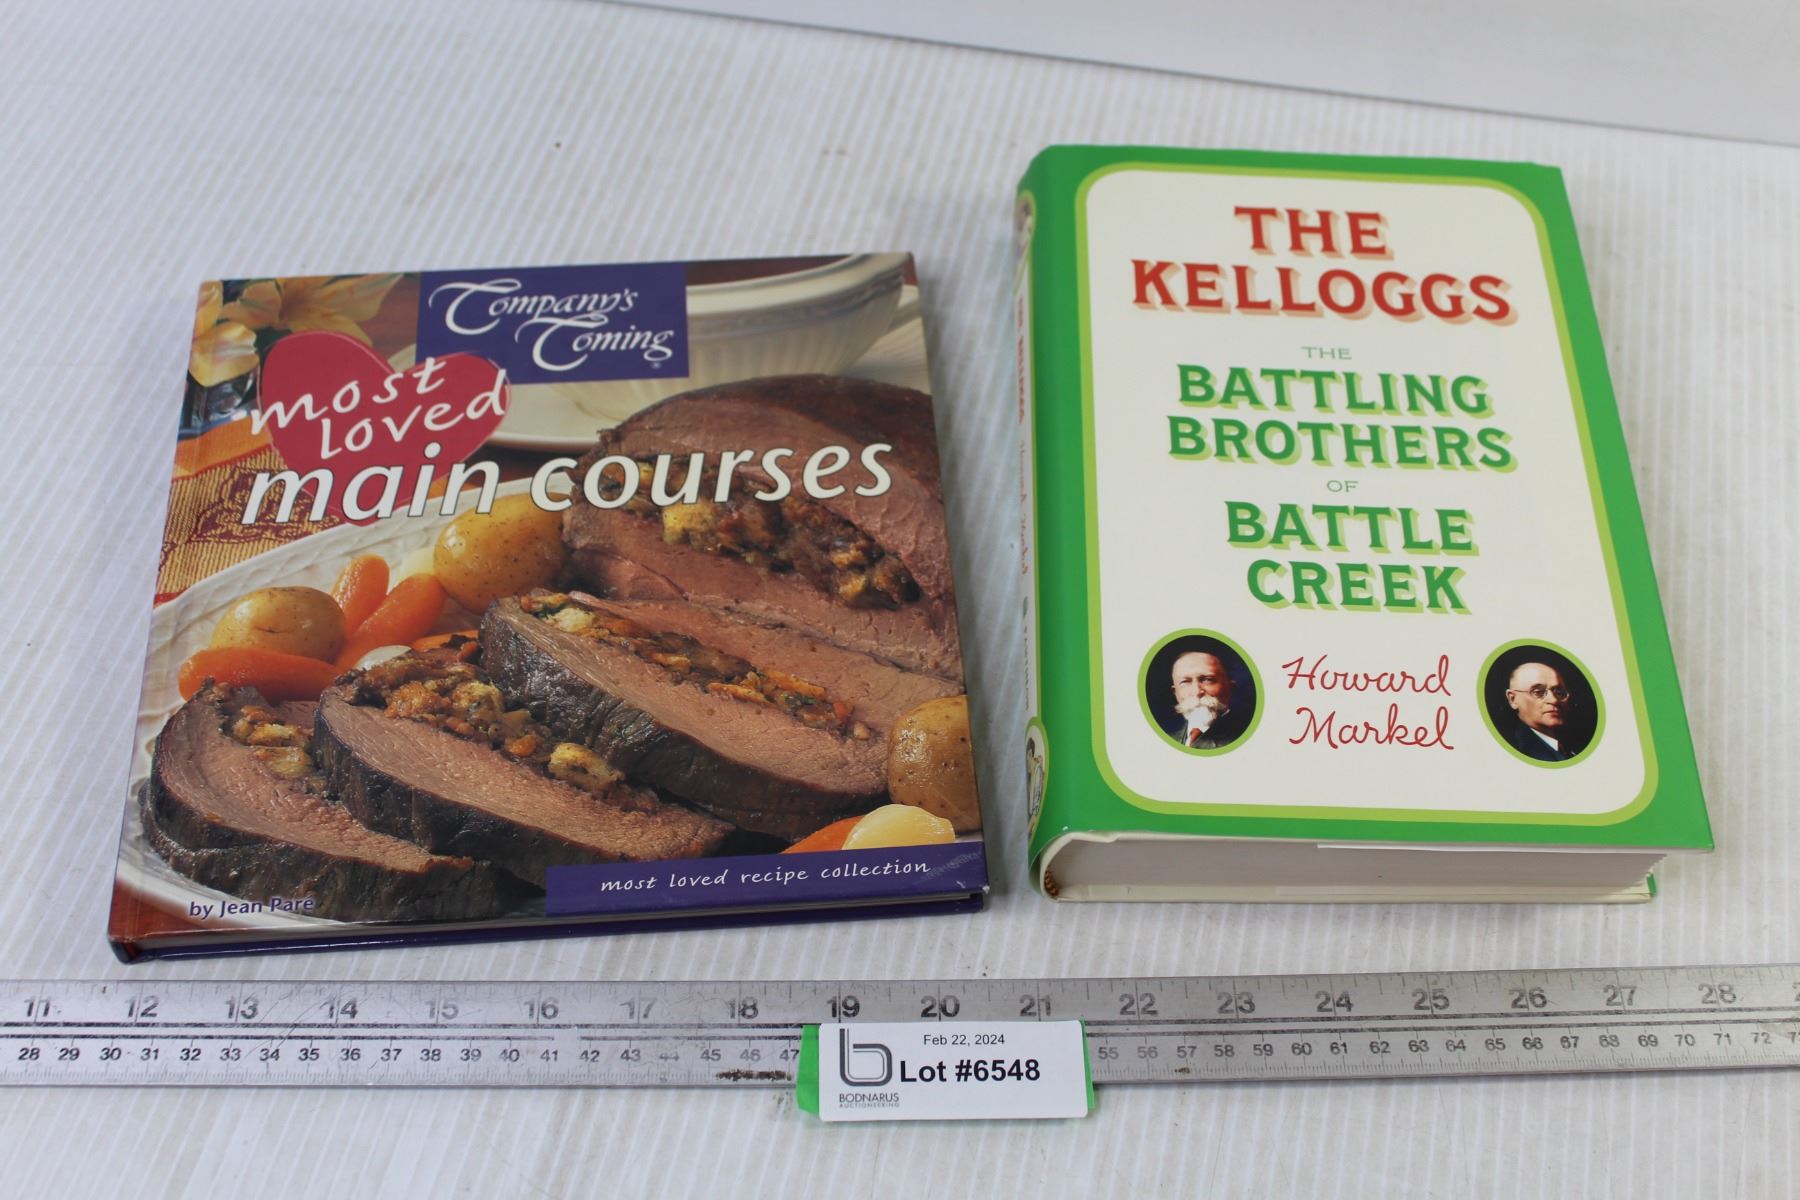 Company's
Coming
most
loved
main courses
most loved recipe collection
by Jean Paré
THE
KELLOGGS
THE
BATTLING
BROTHERS
OF
BATTLE
CREEK
Howard
Markel
11 12 13 14 15 16 17 18 19 20 21 22 23 24 25 26 27 28
28 29 30 31 32 33 34 35 36 37 38 39 40 41 42 43 44 45 46 47 55 56 57 58 59 60 61 62 63 64 65 66 67 68 69 70 71 72
Feb 22, 2024
Lot #6548
BODNARUS
AUCTIONEERING